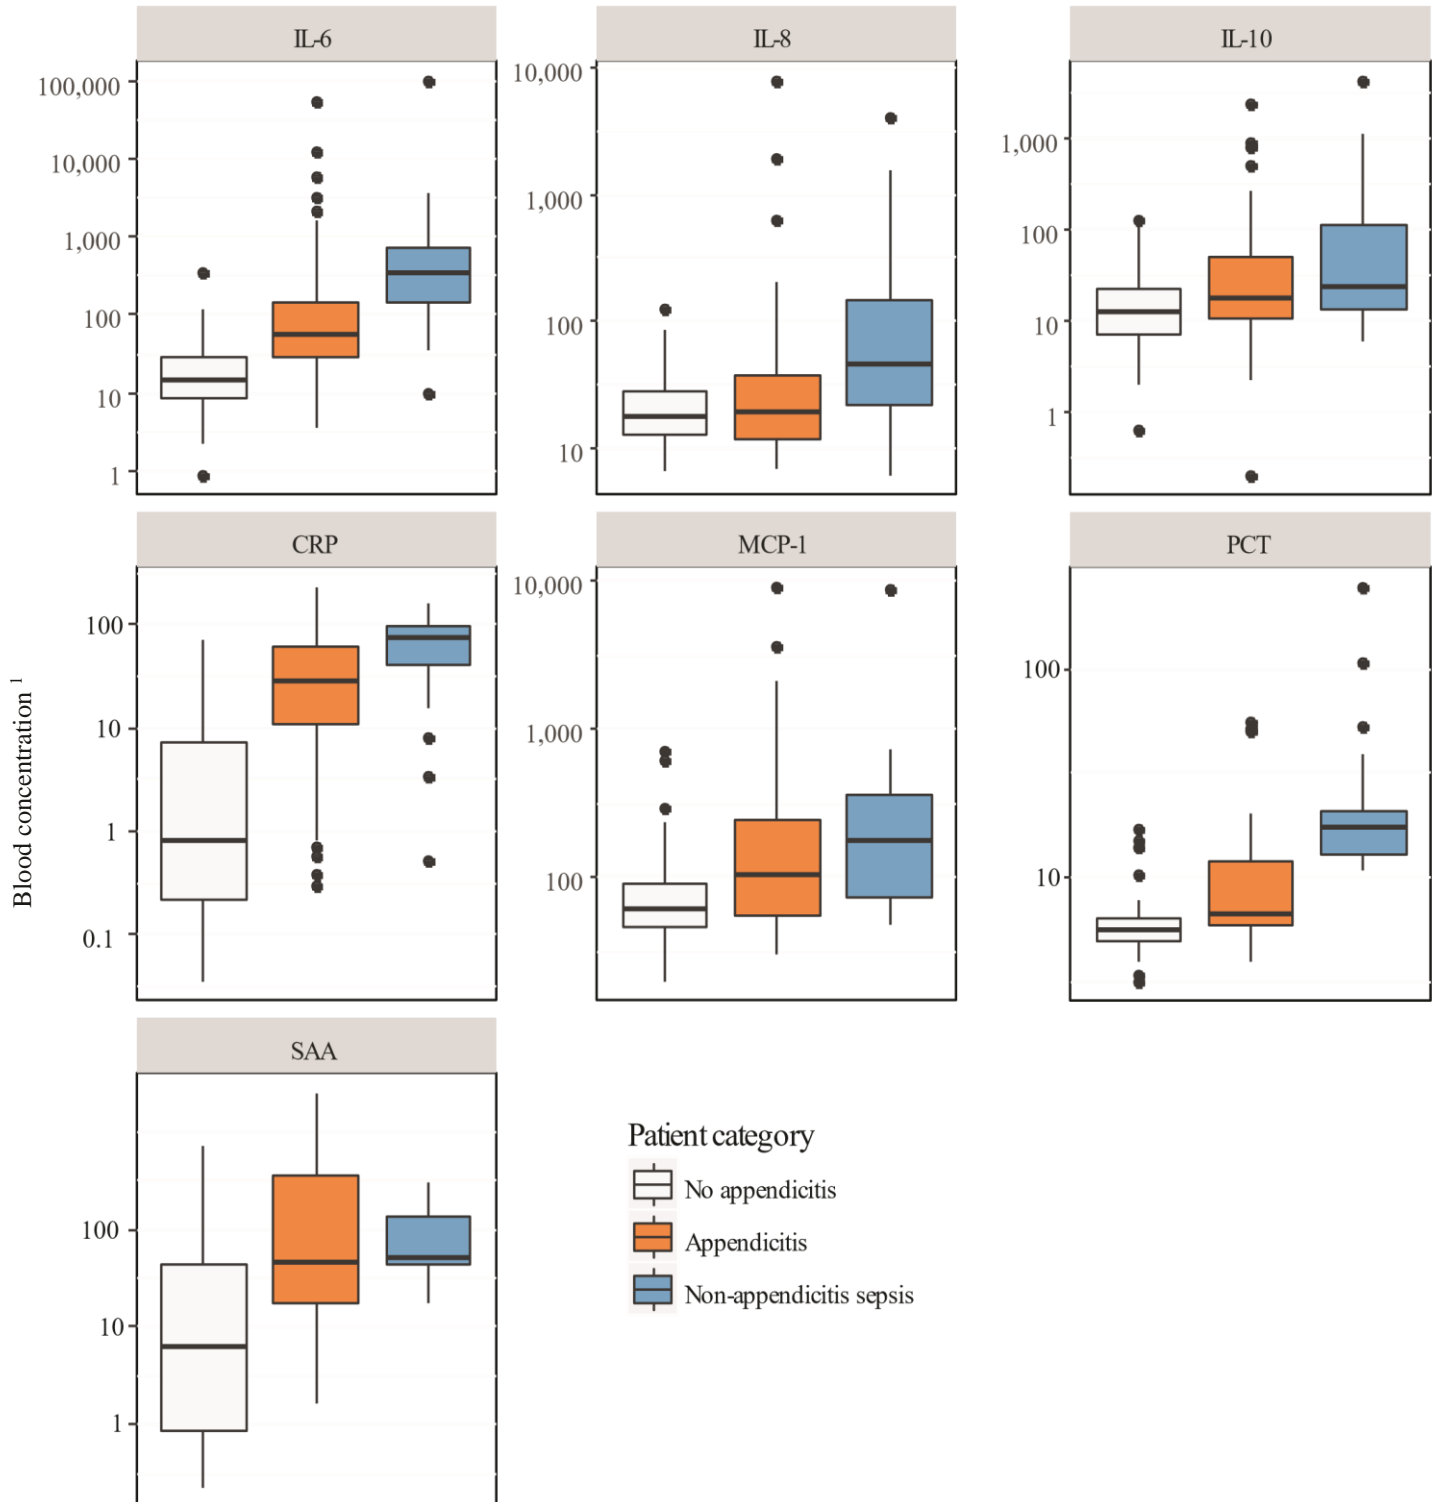 IL-6
IL-8
IL-10
100,000
10,000
1,000
100
10
1
10,000
1,000
100
10
1,000
100
10
1
CRP
MCP-1
PCT
Blood concentration 1
100
10
1
0.1
10,000
1,000
100
100
10
SAA
100
10
1
Patient category
No appendicitis
Appendicitis
Non-appendicitis sepsis